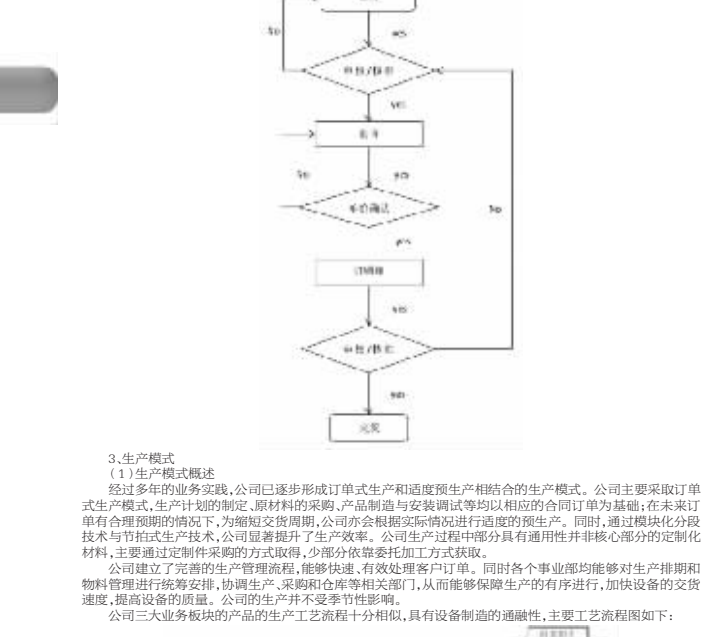 No
yes
审核/核准
yes
No
yes
No
yes
yes
审核/核准
yes
3、生产模式
(1)生产模式概述
经过多年的业务实践,公司已逐步形成订单式生产和适度预生产相结合的生产模式。公司主要采取订单
式生产模式,生产计划的制定、原材料的采购、产品制造与安装调试等均以相应的合同订单为基础;在未来订
单有合理预期的情况下,为缩短交货周期,公司亦会根据实际情况进行适度的预生产。同时,通过模块化分段
技术与节拍式生产技术,公司显著提升了生产效率。公司生产过程中部分具有通用性并非核心部分的定制化
材料,主要通过定制件采购的方式取得,少部分依靠委托加工方式获取。
公司建立了完善的生产管理流程,能够快速、有效处理客户订单。同时各个事业部均能够对生产排期和
物料管理进行统筹安排,协调生产、采购和仓库等相关部门,从而能够保障生产的有序进行,加快设备的交货
速度,提高设备的质量。公司的生产并不受季节性影响。
公司三大业务板块的产品的生产工艺流程十分相似,具有设备制造的通融性,主要工艺流程图如下: